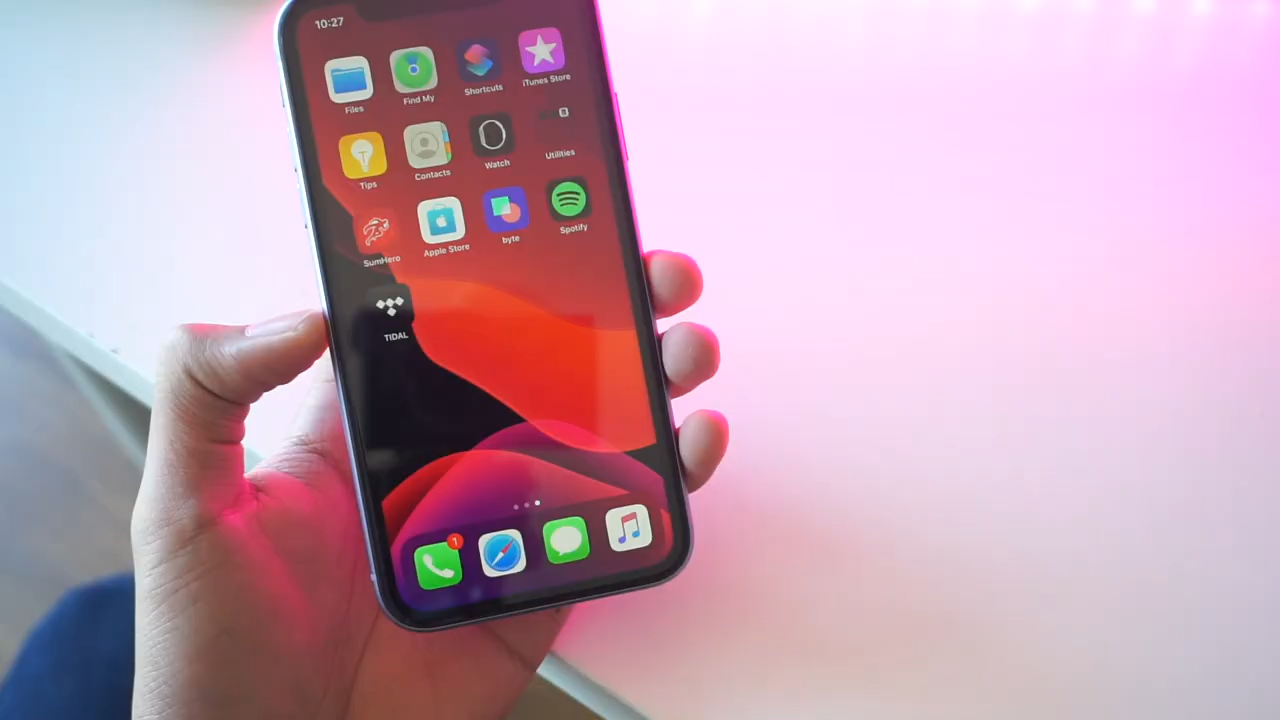 10:27
Files
Find My
Shortcuts
iTunes Store
Tips
Contacts
Watch
Utilities
SumHero
Apple Store
byte
Spotify
TIDAL
1